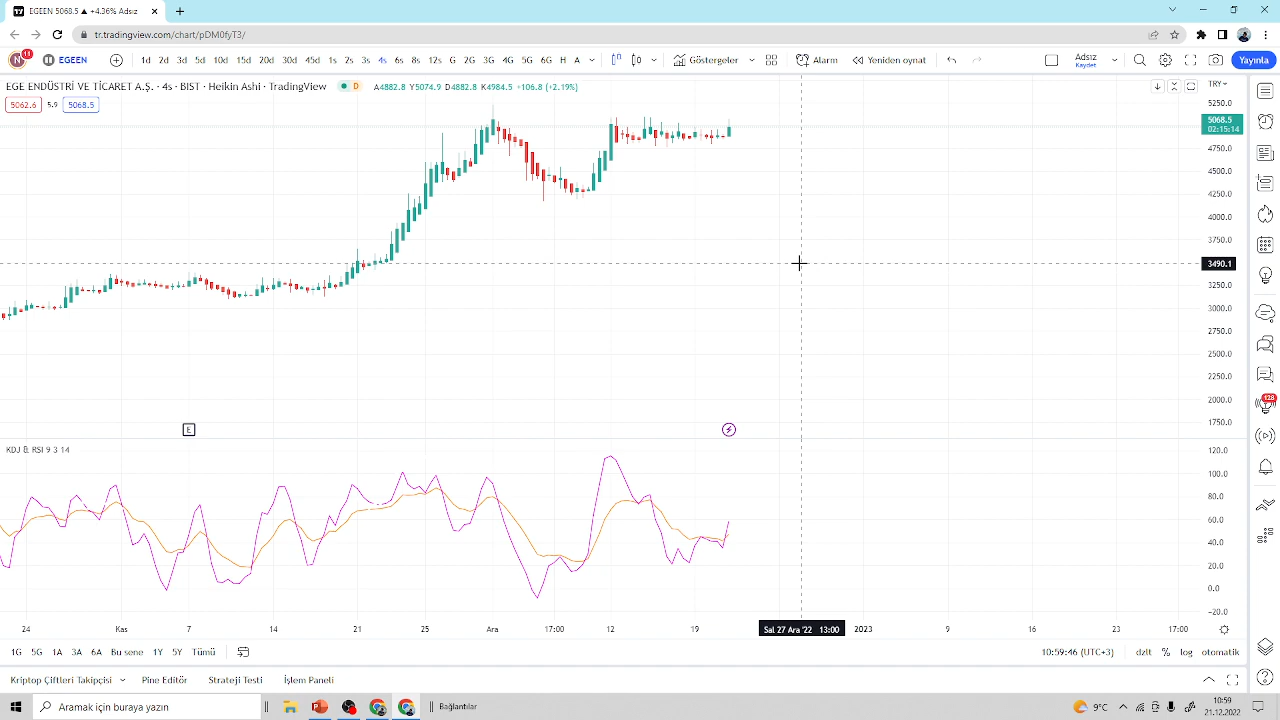 EGEEN 5068.5 ▲ +4.36% Adsız
tr.tradingview.com/chart/pDM0fyT3/
N 11 EGEEN 1d 2d 3d 5d 10d 15d 20d 30d 45d 1s 2s 3s 4s 6s 8s 12s G 2G 4G 5G H A Göstergeler Alarm Yeniden oynat Adsız Yayınla
Kaydet
EGE ENDÜSTRİ VE TİCARET A.Ş. · 4s · BIST · Heikin Ashi · TradingView D A4882.8 Y5074.9 D4882.8 K4984.5 +106.8 (+2.19%) TRY
5062.6 5.9 5068.5
5250.0
5068.5
02:15:14
4750.0
4500.0
4250.0
4000.0
3750.0
3490.1
3250.0
3000.0
2750.0
2500.0
2250.0
2000.0
128
1750.0
E
KDJ & RSI 9 3 14
120.0
100.0
80.0
60.0
40.0
20.0
0.0
−20.0
24 Kas 7 14 21 25 Ara 17:00 12 19 Sal 27 Ara '22 13:00 2023 9 16 23 17:00
1G 5G 1A 3A 6A Bu sene 1Y 5Y Tümü 10:59:46 (UTC+3) dzlt % log otomatik
Kriptop Çiftleri Takipçisi Pine Editör Strateji Testi İşlem Paneli
Aramak için buraya yazın Bağlantılar 9°C 10:59
21.12.2022